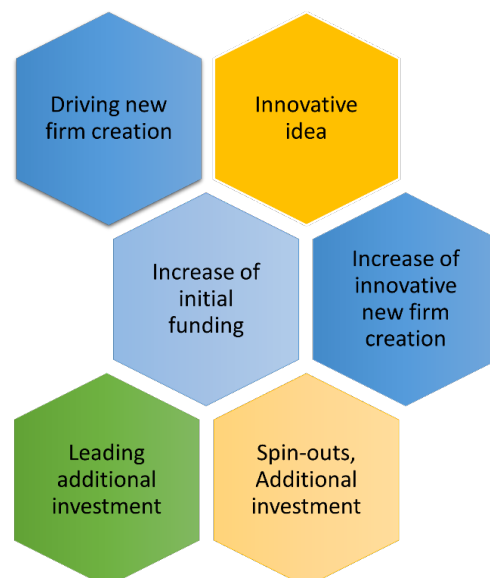 Driving new
firm creation
Innovative
idea
Increase of
initial
funding
Increase of
innovative
new firm
creation
Leading
additional
investment
Spin-outs,
Additional
investment